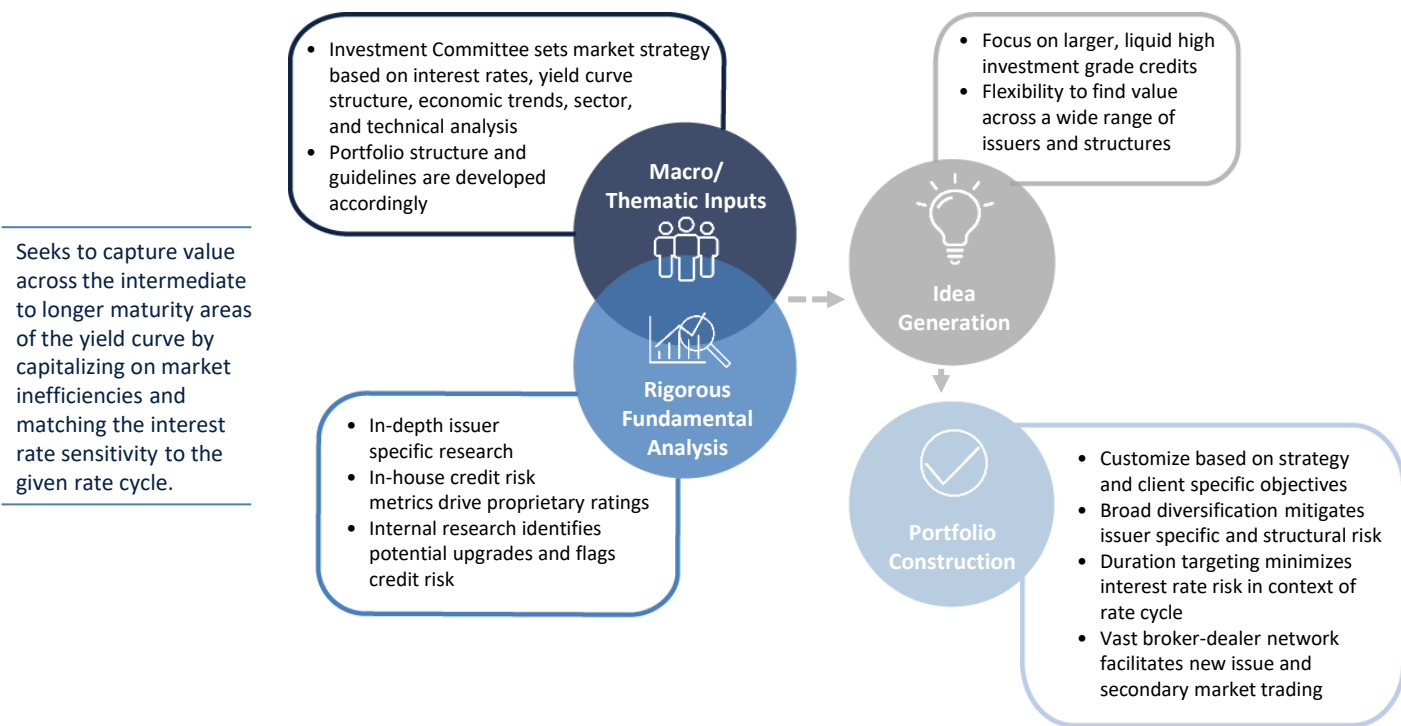 Seeks to capture value
across the intermediate
to longer maturity areas
of the yield curve by
capitalizing on market
inefficiencies and
matching the interest
rate sensitivity to the
given rate cycle.
• Investment Committee sets market strategy
based on interest rates, yield curve
structure, economic trends, sector,
and technical analysis
• Portfolio structure and
guidelines are developed
accordingly
Macro/
Thematic Inputs
Rigorous
Fundamental
Analysis
• In-depth issuer
specific research
• In-house credit risk
metrics drive proprietary ratings
• Internal research identifies
potential upgrades and flags
credit risk
• Focus on larger, liquid high
investment grade credits
• Flexibility to find value
across a wide range of
issuers and structures
Idea
Generation
Portfolio
Construction
• Customize based on strategy
and client specific objectives
• Broad diversification mitigates
issuer specific and structural risk
• Duration targeting minimizes
interest rate risk in context of
rate cycle
• Vast broker-dealer network
facilitates new issue and
secondary market trading